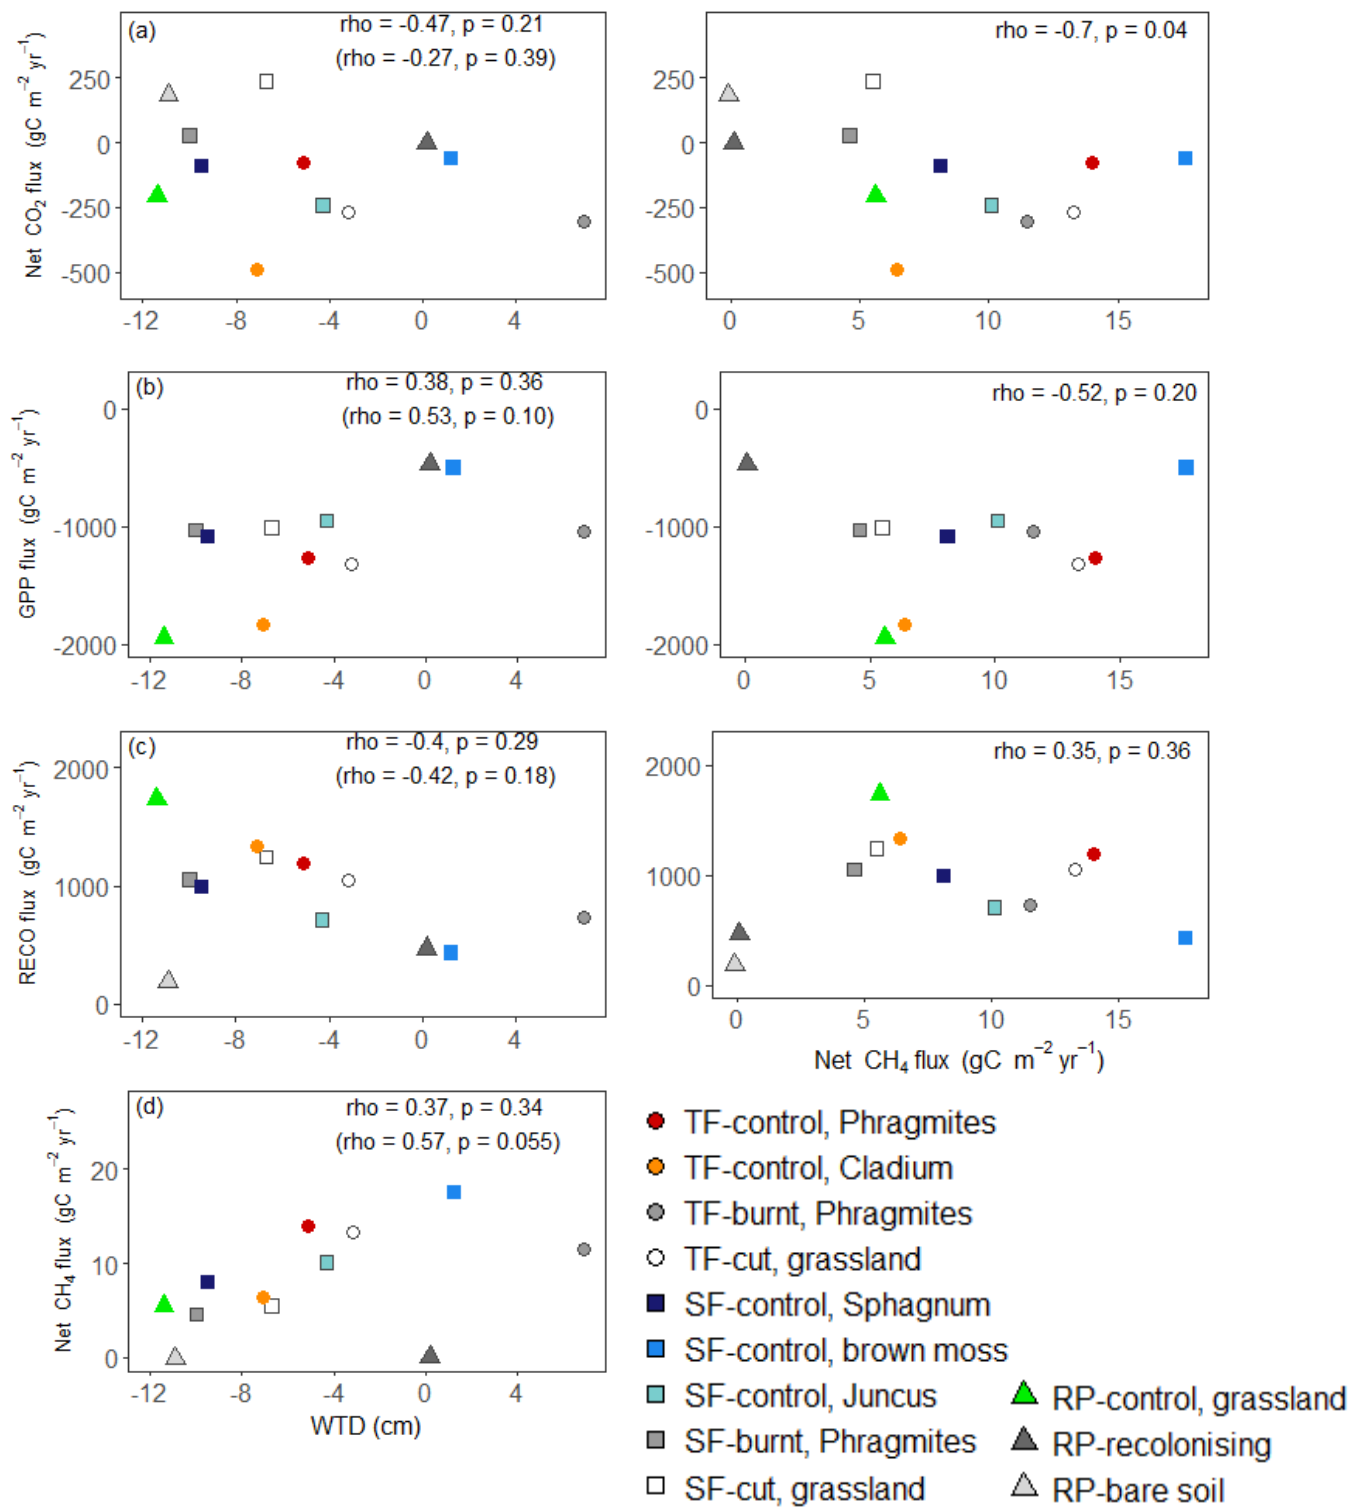 (a)
rho = -0.47, p = 0.21
(rho = -0.27, p = 0.39)
rho = -0.7, p = 0.04
Net CO₂ flux (gC m⁻² yr⁻¹)
250
0
-250
-500
-12 -8 -4 0 4
0 5 10 15
(b)
rho = 0.38, p = 0.36
(rho = 0.53, p = 0.10)
rho = -0.52, p = 0.20
GPP flux (gC m⁻² yr⁻¹)
0
-1000
-2000
-12 -8 -4 0 4
250
0
-250
-500
0
-1000
-2000
0 5 10 15
(c)
rho = -0.4, p = 0.29
(rho = -0.42, p = 0.18)
rho = 0.35, p = 0.36
RECO flux (gC m⁻² yr⁻¹)
2000
1000
0
-12 -8 -4 0 4
2000
1000
0
0 5 10 15
Net CH₄ flux (gC m⁻² yr⁻¹)
(d)
rho = 0.37, p = 0.34
(rho = 0.57, p = 0.055)
Net CH₄ flux (gC m⁻² yr⁻¹)
20
10
0
-12 -8 -4 0 4
WTD (cm)
TF-control, Phragmites
TF-control, Cladium
TF-burnt, Phragmites
TF-cut, grassland
SF-control, Sphagnum
SF-control, brown moss
SF-control, Juncus
SF-burnt, Phragmites
SF-cut, grassland
RP-control, grassland
RP-recolonising
RP-bare soil